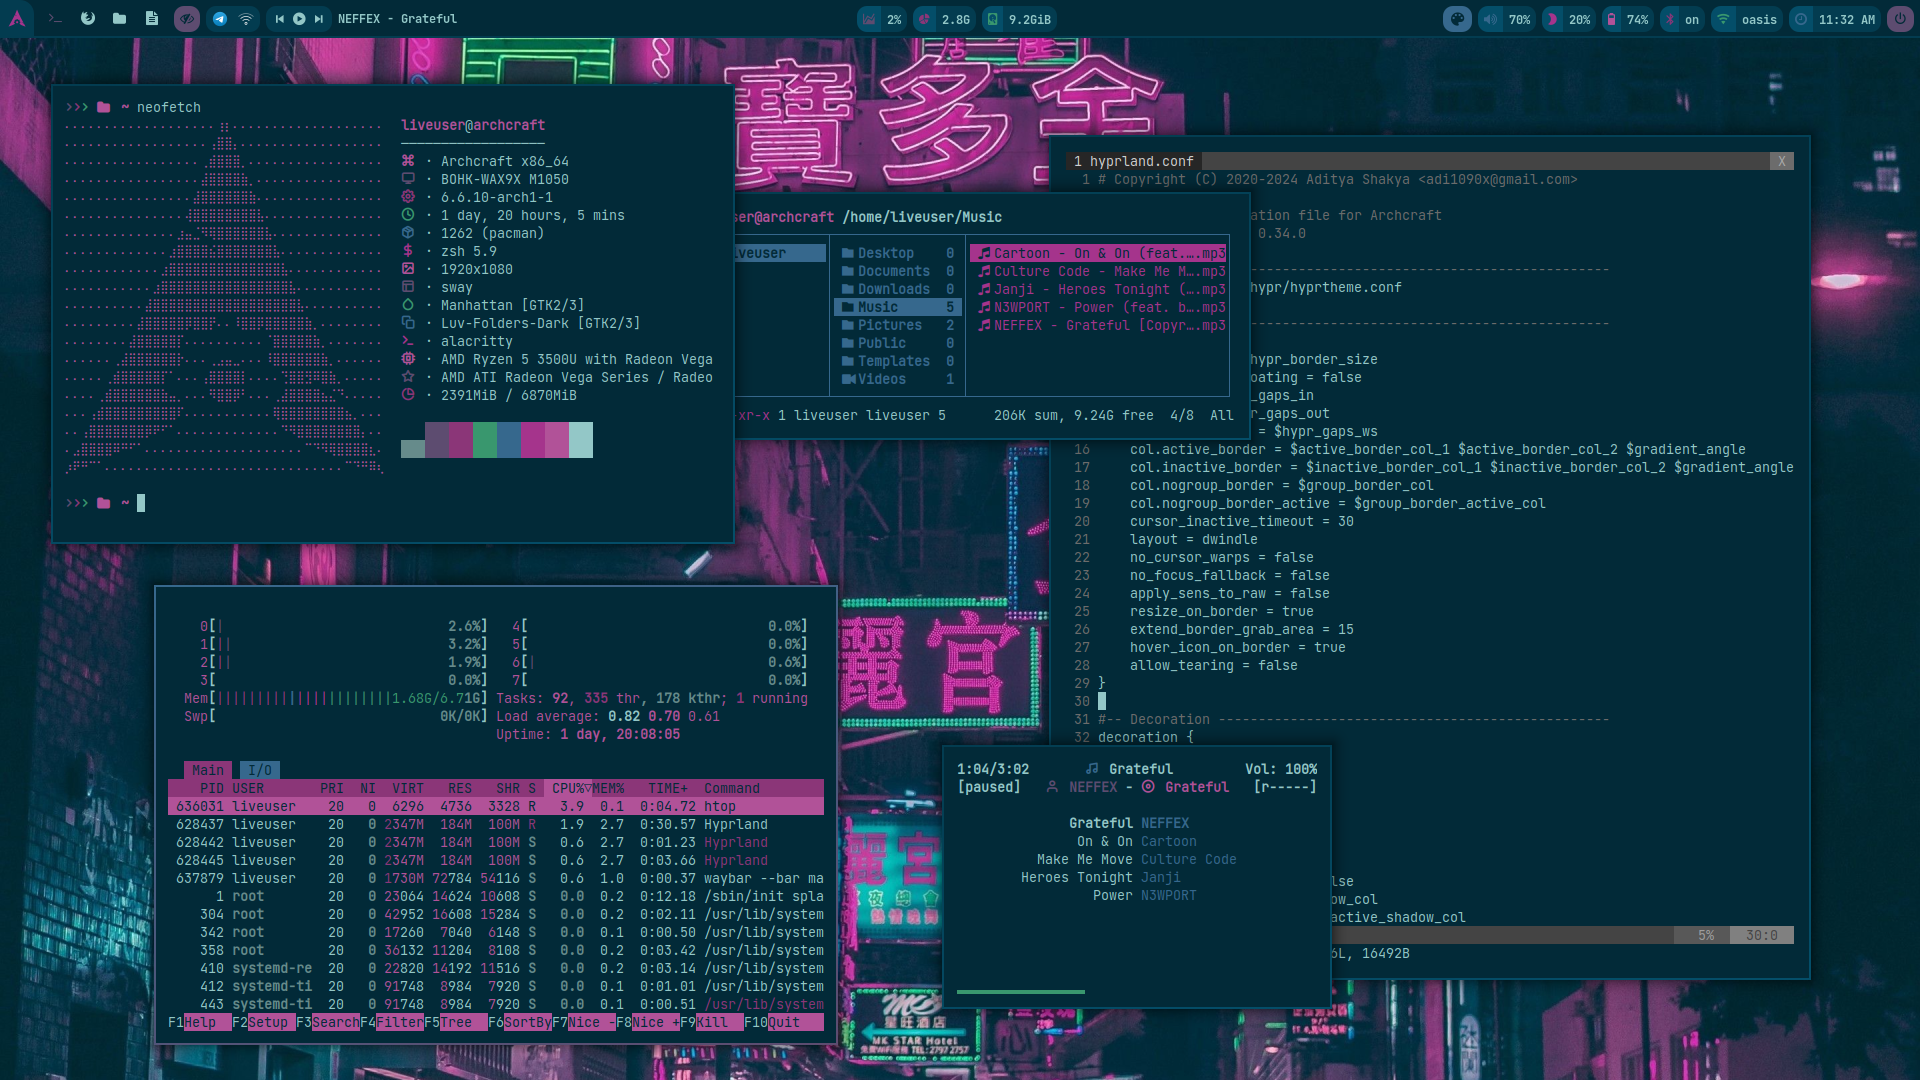 NEFFEX - Grateful
2%
2.8G
9.2GiB
70%
20%
74%
on
oasis
11:32 AM
寶多全
>>> ~ neofetch
liveuser@archcraft
· Archcraft x86_64
· BOHK-WAX9X M1050
· 6.6.10-arch1-1
· 1 day, 20 hours, 5 mins
· 1262 (pacman)
· zsh 5.9
· 1920x1080
· sway
· Manhattan [GTK2/3]
· Luv-Folders-Dark [GTK2/3]
· alacritty
· AMD Ryzen 5 3500U with Radeon Vega
· AMD ATI Radeon Vega Series / Radeo
· 2391MiB / 6870MiB
>>> ~
ser@archcraft /home/liveuser/Music
iveuser
Desktop 0
Documents 0
Downloads 0
Music 5
Pictures 2
Public 0
Templates 0
Videos 1
Cartoon - On & On (feat.….mp3
Culture Code - Make Me M….mp3
Janji - Heroes Tonight (….mp3
N3WPORT - Power (feat. b….mp3
NEFFEX - Grateful [Copyr….mp3
-xr-x 1 liveuser liveuser 5 206K sum, 9.24G free 4/8 All
1 hyprland.conf X
1 # Copyright (C) 2020-2024 Aditya Shakya <adi1090x@gmail.com>
ation file for Archcraft
0.34.0
---------------------------------------------
hypr/hyprtheme.conf
---------------------------------------------
hypr_border_size
oating = false
_gaps_in
r_gaps_out
= $hypr_gaps_ws
16 col.active_border = $active_border_col_1 $active_border_col_2 $gradient_angle
17 col.inactive_border = $inactive_border_col_1 $inactive_border_col_2 $gradient_angle
18 col.nogroup_border = $group_border_col
19 col.nogroup_border_active = $group_border_active_col
20 cursor_inactive_timeout = 30
21 layout = dwindle
22 no_cursor_warps = false
23 no_focus_fallback = false
24 apply_sens_to_raw = false
25 resize_on_border = true
26 extend_border_grab_area = 15
27 hover_icon_on_border = true
28 allow_tearing = false
29 }
30
31 #-- Decoration -------------------------------------------------
32 decoration {
lse
ow_col
active_shadow_col
5% 30:0
6L, 16492B
0[| 2.6%] 4[ 0.0%]
1[|| 3.2%] 5[ 0.0%]
2[|| 1.9%] 6[| 0.6%]
3[ 0.0%] 7[ 0.0%]
Mem[||||||||||||||||||||||1.68G/6.71G] Tasks: 92, 335 thr, 178 kthr; 1 running
Swp[ 0K/0K] Load average: 0.82 0.70 0.61
Uptime: 1 day, 20:08:05
Main I/O
PID USER PRI NI VIRT RES SHR S CPU%▽MEM% TIME+ Command
636031 liveuser 20 0 6296 4736 3328 R 3.9 0.1 0:04.72 htop
628437 liveuser 20 0 2347M 184M 100M R 1.9 2.7 0:30.57 Hyprland
628442 liveuser 20 0 2347M 184M 100M S 0.6 2.7 0:01.23 Hyprland
628445 liveuser 20 0 2347M 184M 100M S 0.6 2.7 0:03.66 Hyprland
637879 liveuser 20 0 1730M 72784 54116 S 0.6 1.0 0:00.37 waybar --bar ma
1 root 20 0 23064 14624 10608 S 0.0 0.2 0:12.18 /sbin/init spla
304 root 20 0 42952 16608 15284 S 0.0 0.2 0:02.11 /usr/lib/system
342 root 20 0 17260 7040 6148 S 0.0 0.1 0:00.50 /usr/lib/system
358 root 20 0 36132 11204 8108 S 0.0 0.2 0:03.42 /usr/lib/system
410 systemd-re 20 0 22820 14192 11516 S 0.0 0.2 0:03.14 /usr/lib/system
412 systemd-ti 20 0 91748 8984 7920 S 0.0 0.1 0:01.01 /usr/lib/system
443 systemd-ti 20 0 91748 8984 7920 S 0.0 0.1 0:00.51 /usr/lib/system
F1Help F2Setup F3SearchF4FilterF5Tree F6SortByF7Nice -F8Nice +F9Kill F10Quit
麗宮
麗宮
星旺酒店
MK STAR Hotel
1:04/3:02 Grateful Vol: 100%
[paused] NEFFEX - Grateful [r-----]
Grateful NEFFEX
On & On Cartoon
Make Me Move Culture Code
Heroes Tonight Janji
Power N3WPORT